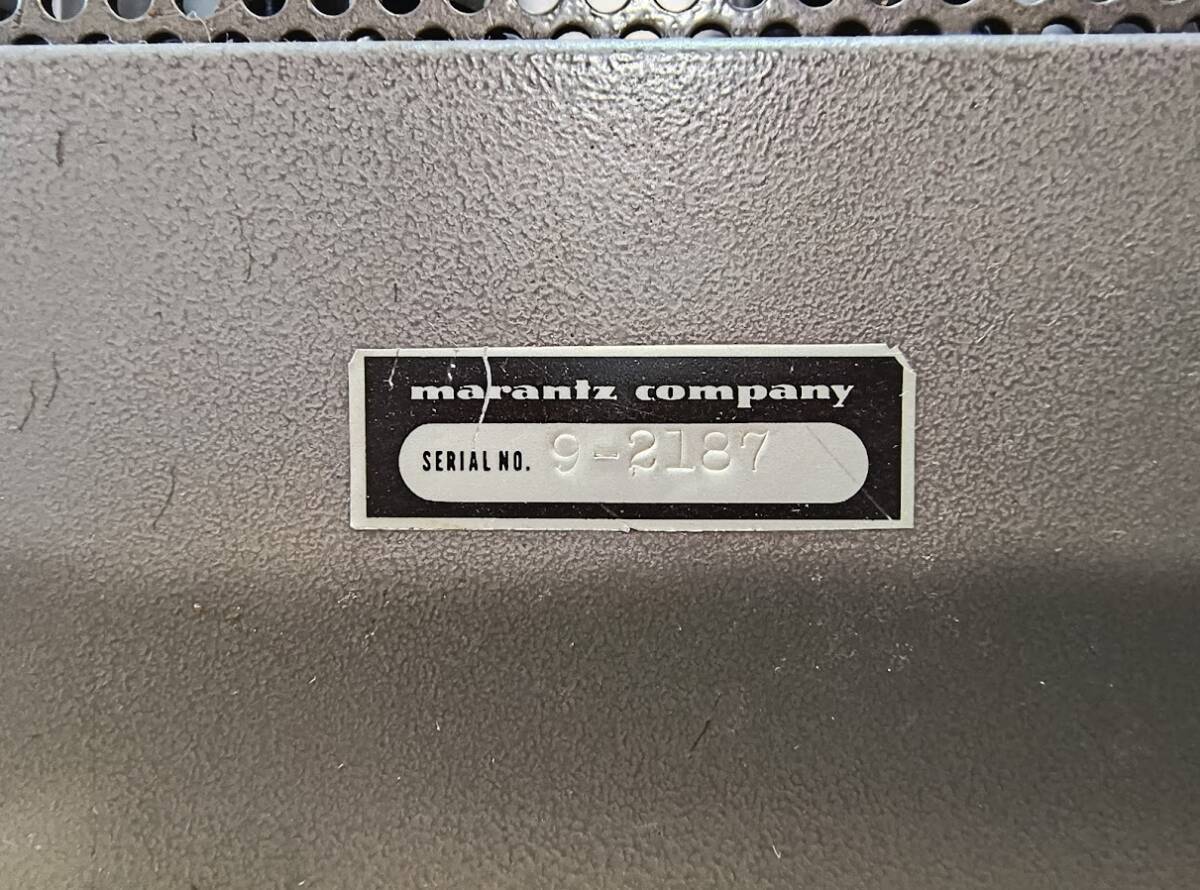 marantz company
SERIAL NO. 9-2187